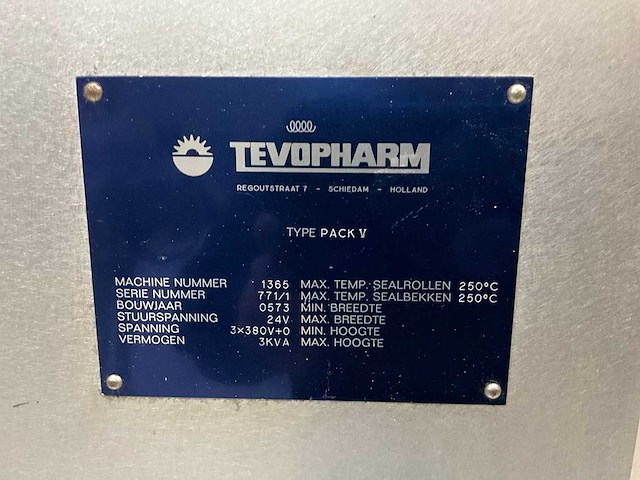 TEVOPHARM
REGOUTSTRAAT 7 - SCHIEDAM - HOLLAND
TYPE PACK V
MACHINE NUMMER 1365 MAX. TEMP. SEALROLLEN 250°C
SERIE NUMMER 771/1 MAX. TEMP. SEALBEKKEN 250°C
BOUWJAAR 0573 MIN. BREEDTE
STUURSPANNING 24V MAX. BREEDTE
SPANNING 3×380V+0 MIN. HOOGTE
VERMOGEN 3KVA MAX. HOOGTE